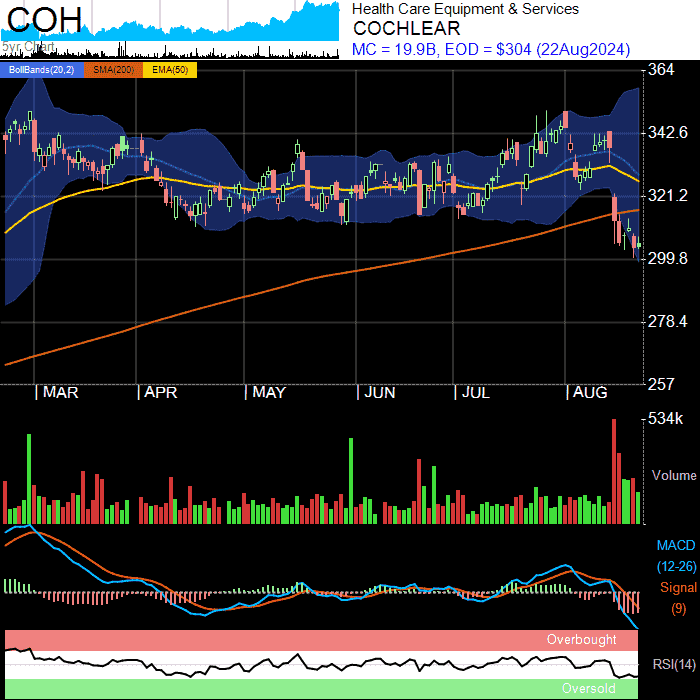 COH
5yr Chart
Health Care Equipment & Services
COCHLEAR
MC = 19.9B, EOD = $304 (22Aug2024)
BollBands(20,2) SMA(200) EMA(50)
364
342.6
321.2
299.8
278.4
257
MAR APR MAY JUN JUL AUG
534k
Volume
MACD
(12-26)
Signal
(9)
Overbought
RSI(14)
Oversold